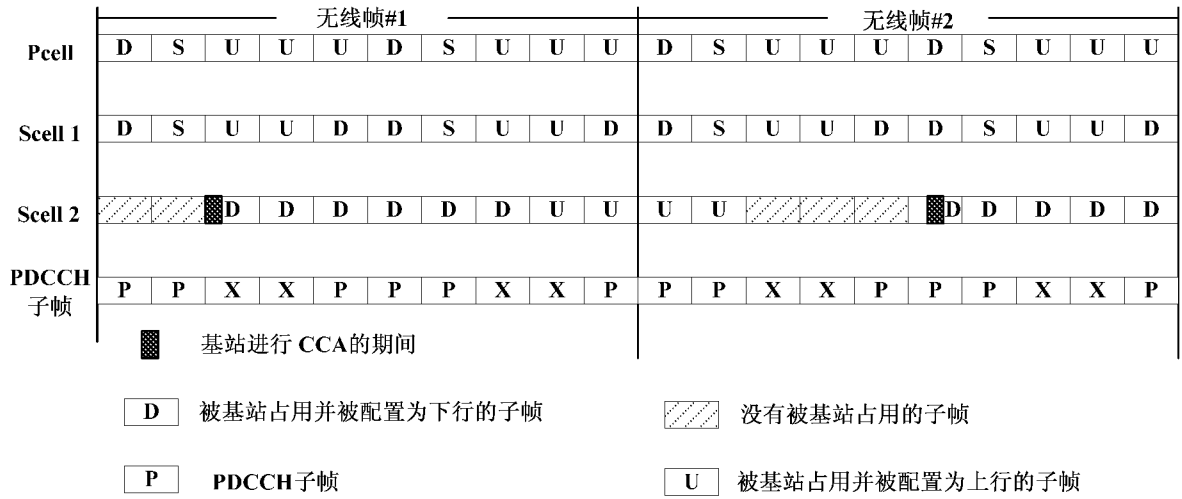 无线帧#1 无线帧#2
Pcell D S U U U D S U U U D S U U U D S U U U
Scell 1 D S U U D D S U U D D S U U D D S U U D
Scell 2 D D D D D D U U U U D D D D D
PDCCH
子帧 P P X X P P P X X P P P X X P P P X X P
基站进行 CCA的期间
D 被基站占用并被配置为下行的子帧 没有被基站占用的子帧
P PDCCH子帧 U 被基站占用并被配置为上行的子帧